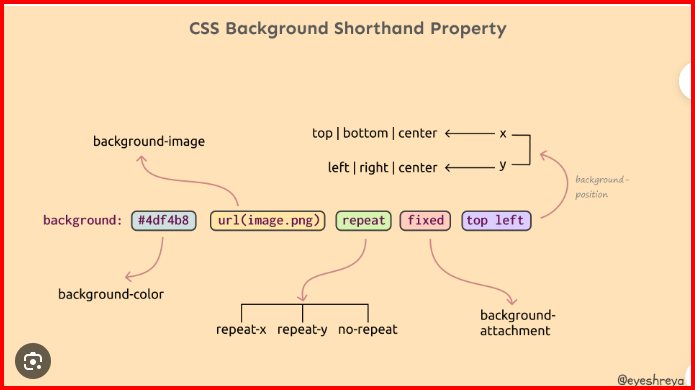 CSS Background Shorthand Property
top | bottom | center x
background-image
left | right | center y
background-
position
background: #4df4b8 url(image.png) repeat fixed top left
background-color
background-
attachment
repeat-x repeat-y no-repeat
@eyeshreya